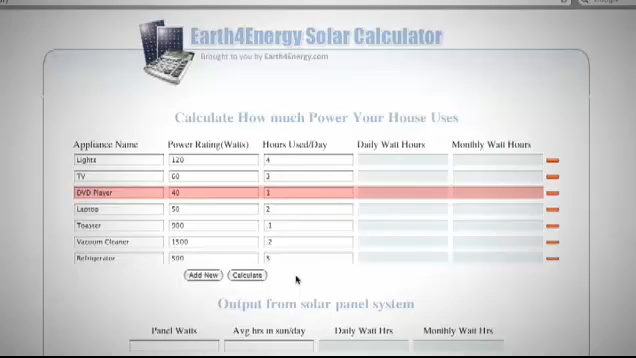 Earth4Energy Solar Calculator
Brought to you by Earth4Energy.com
Calculate How much Power Your House Uses
Appliance Name Power Rating(Watts) Hours Used/Day Daily Watt Hours Monthly Watt Hours
Lights 120 4
TV 60 3
DVD Player 40 1
Laptop 50 2
Toaster 900 .1
Vacuum Cleaner 1500 .2
Refrigerator 500 5
Add New Calculate
Output from solar panel system
Panel Watts Avg hrs in sun/day Daily Watt Hrs Monthly Watt Hrs